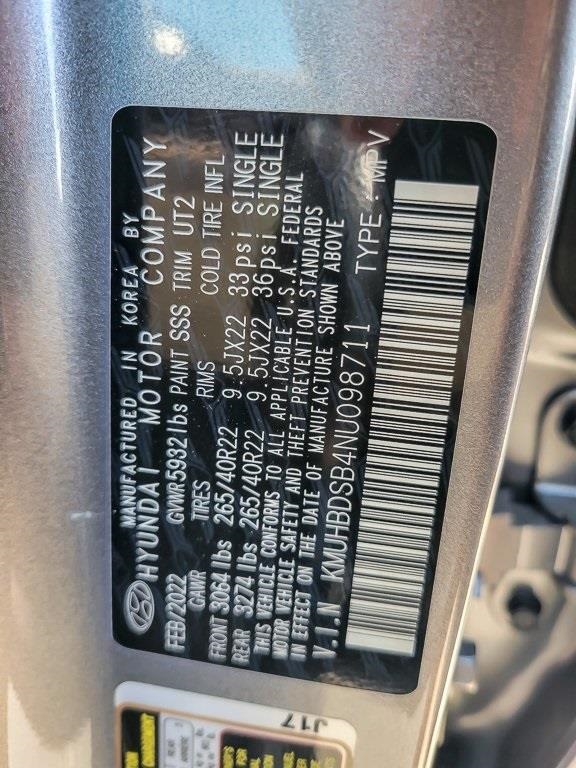 MANUFACTURED IN KOREA BY
HYUNDAI MOTOR COMPANY
FEB/2022 GVWR 5932 lbs PAINT SSS TRIM UT2
GAWR TIRES RIMS COLD TIRE INFL
FRONT 3064 lbs 265/40R22 9.5JX22 33psi SINGLE
REAR 3274 lbs 265/40R22 9.5JX22 36psi SINGLE
THIS VEHICLE CONFORMS TO ALL APPLICABLE U.S.A. FEDERAL
MOTOR VEHICLE SAFETY AND THEFT PREVENTION STANDARDS
IN EFFECT ON THE DATE OF MANUFACTURE SHOWN ABOVE
V.I.N KMUHBDSB4NU098711 TYPE : MPV
J17